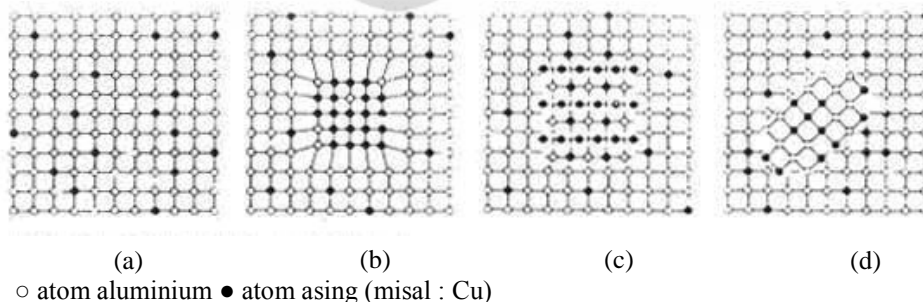 (a) (b) (c) (d)
○ atom aluminium ● atom asing (misal : Cu)